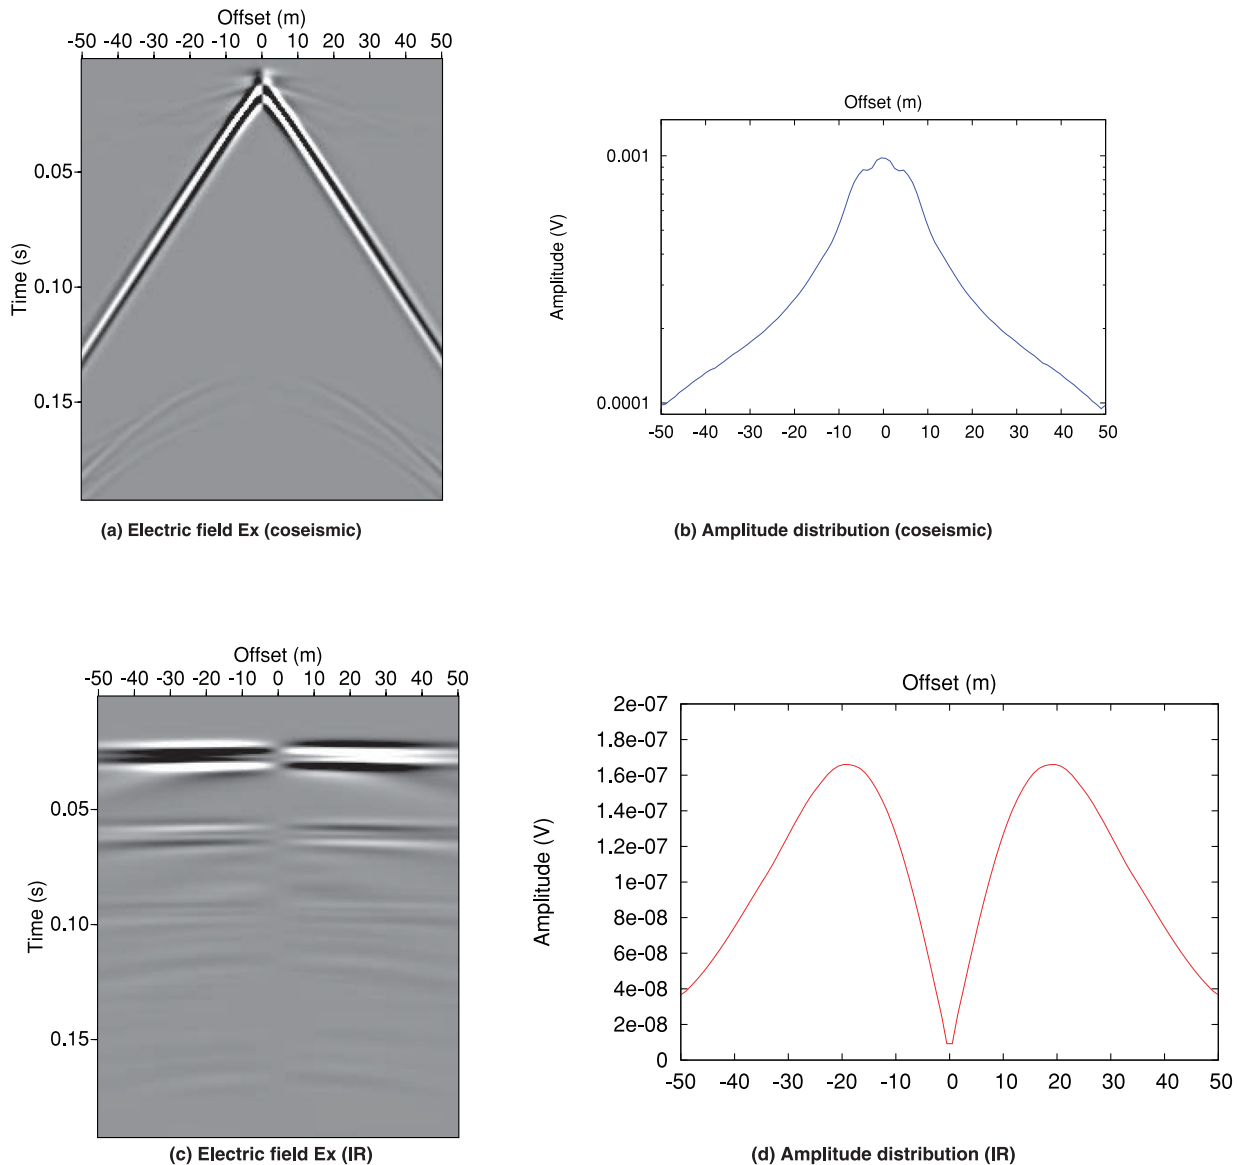 Offset (m)
-50 -40 -30 -20 -10 0 10 20 30 40 50
0.05
0.10
0.15
Time (s)
(a) Electric field Ex (coseismic)
Offset (m)
0.001
0.0001
Amplitude (V)
-50 -40 -30 -20 -10 0 10 20 30 40 50
(b) Amplitude distribution (coseismic)
Offset (m)
-50 -40 -30 -20 -10 0 10 20 30 40 50
0.05
0.10
0.15
Time (s)
(c) Electric field Ex (IR)
Offset (m)
2e-07
1.8e-07
1.6e-07
1.4e-07
1.2e-07
1e-07
8e-08
6e-08
4e-08
2e-08
0
Amplitude (V)
-50 -40 -30 -20 -10 0 10 20 30 40 50
(d) Amplitude distribution (IR)